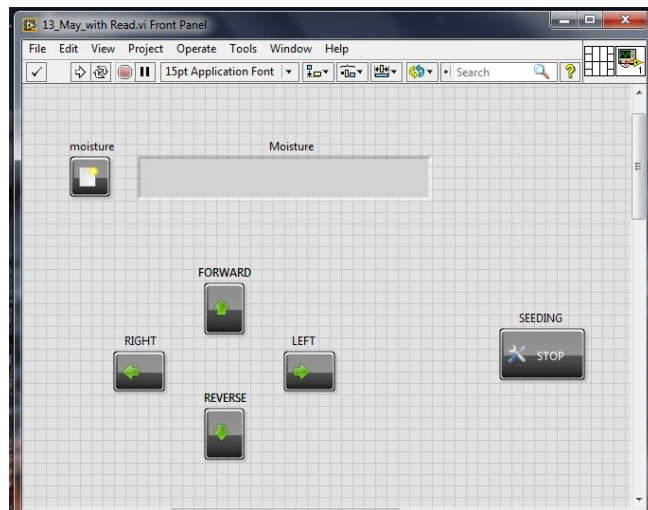 13_May_with Read.vi Front Panel
File Edit View Project Operate Tools Window Help
15pt Application Font Search ? 1
moisture Moisture
FORWARD
SEEDING
RIGHT LEFT
STOP
REVERSE